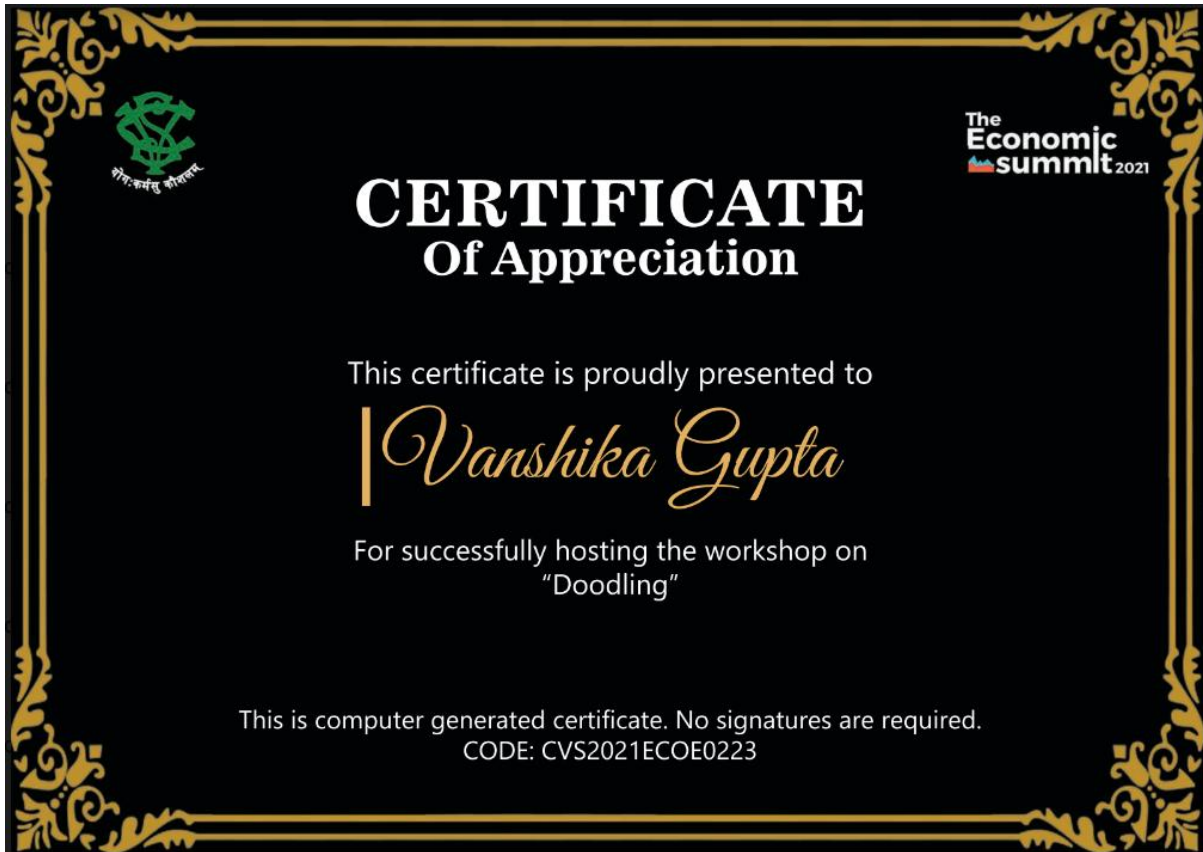 योग:कर्मसु कौशलम्
The
Economic
summit 2021
CERTIFICATE
Of Appreciation
This certificate is proudly presented to
Vanshika Gupta
For successfully hosting the workshop on
“Doodling”
This is computer generated certificate. No signatures are required.
CODE: CVS2021ECOE0223